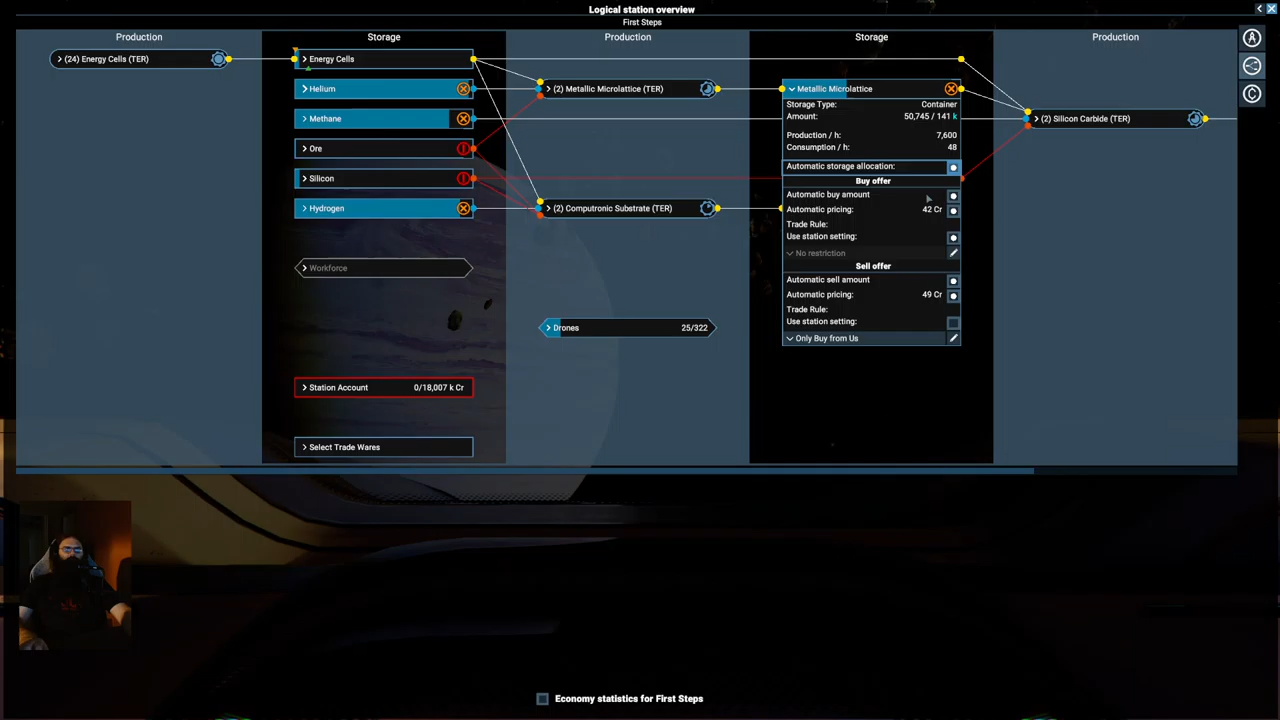 Logical station overview
First Steps
Production
Storage
Production
Storage
Production
(24) Energy Cells (TER)
Energy Cells
Helium
Methane
Ore
Silicon
Hydrogen
Workforce
Station Account 0/18,007 k Cr
Select Trade Wares
(2) Metallic Microlattice (TER)
(2) Computronic Substrate (TER)
Drones 25/322
Metallic Microlattice
Storage Type: Container
Amount: 50,745 / 141 k
Production / h: 7,600
Consumption / h: 48
Automatic storage allocation:
Buy offer
Automatic buy amount
Automatic pricing: 42 Cr
Trade Rule:
Use station setting:
No restriction
Sell offer
Automatic sell amount
Automatic pricing: 49 Cr
Trade Rule:
Use station setting:
Only Buy from Us
(2) Silicon Carbide (TER)
A
C
Economy statistics for First Steps